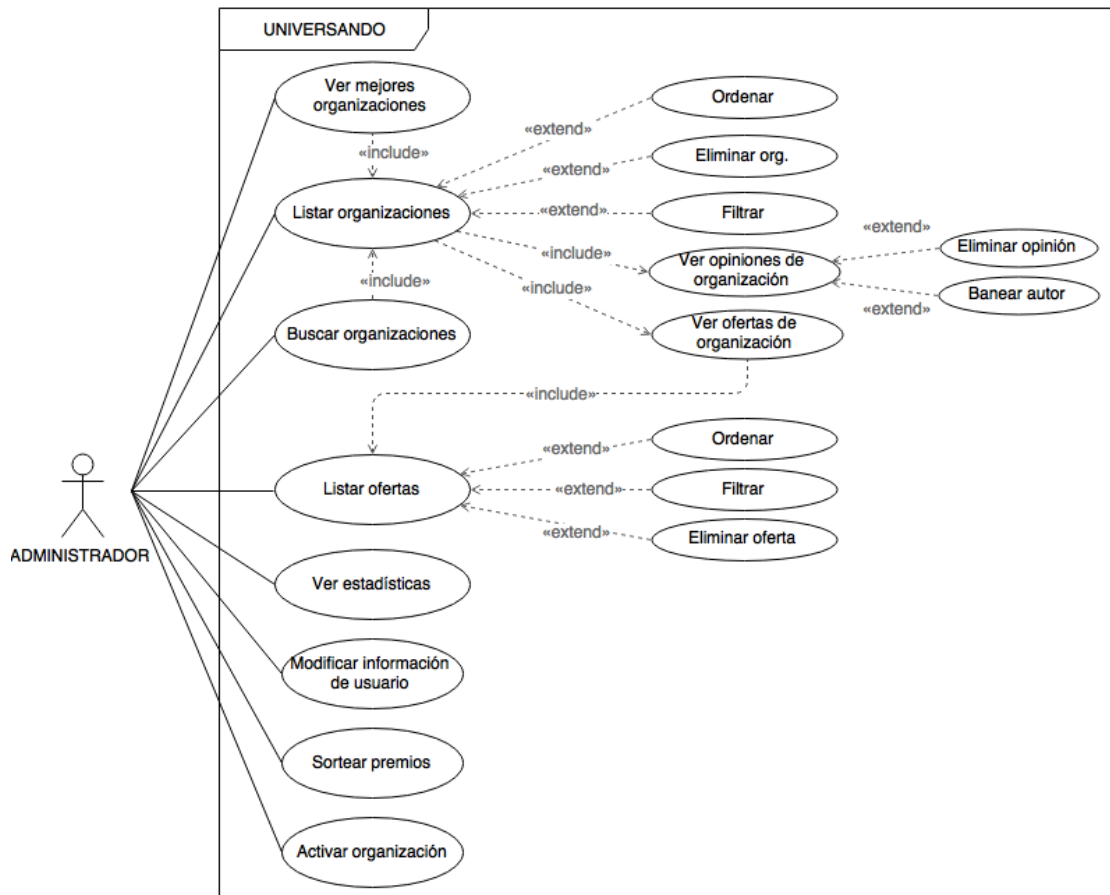 UNIVERSANDO
Ver mejores
organizaciones
Ordenar
«extend»
«include»
Eliminar org.
«extend»
Listar organizaciones
«extend»
Filtrar
«extend»
Eliminar opinión
«include»
Ver opiniones de
organización
«include»
«include»
Banear autor
«extend»
Buscar organizaciones
Ver ofertas de
organización
«include»
Ordenar
«extend»
Listar ofertas
«extend»
Filtrar
«extend»
Eliminar oferta
ADMINISTRADOR
Ver estadísticas
Modificar información
de usuario
Sortear premios
Activar organización